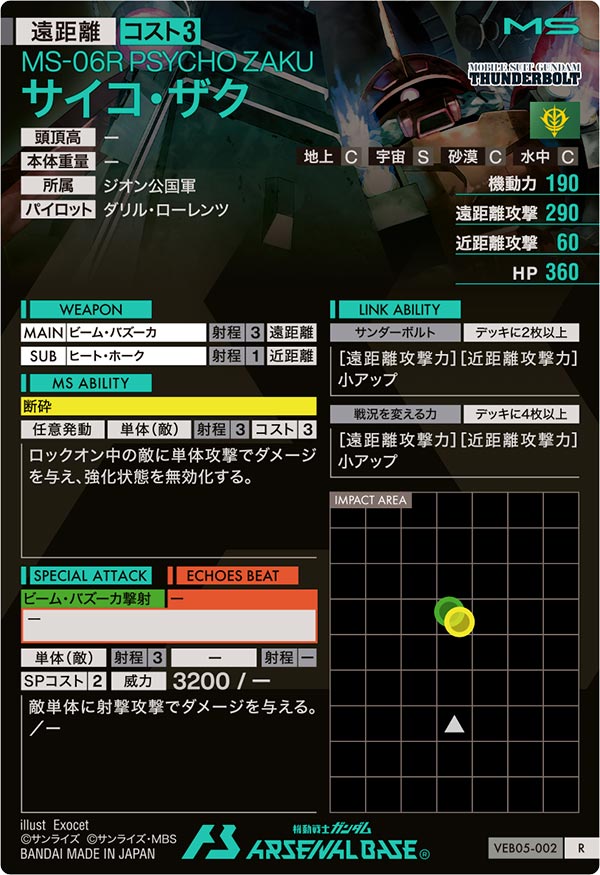 遠距離 コスト3 MS
MS-06R PSYCHO ZAKU
サイコ・ザク
MOBILE SUIT GUNDAM
THUNDERBOLT
頭頂高 ー
本体重量 ー
所属 ジオン公国軍
パイロット ダリル・ローレンツ
地上 C 宇宙 S 砂漠 C 水中 C
機動力 190
遠距離攻撃 290
近距離攻撃 60
HP 360
WEAPON
MAIN ビーム・バズーカ 射程 3 遠距離
SUB ヒート・ホーク 射程 1 近距離
MS ABILITY
断砕
任意発動 単体(敵) 射程 3 コスト 3
ロックオン中の敵に単体攻撃でダメージ
を与え、強化状態を無効化する。
LINK ABILITY
サンダーボルト デッキに2枚以上
[遠距離攻撃力][近距離攻撃力]
小アップ
戦況を変える力 デッキに4枚以上
[遠距離攻撃力][近距離攻撃力]
小アップ
IMPACT AREA
SPECIAL ATTACK ECHOES BEAT
ビーム・バズーカ撃射 ー
ー
単体(敵) 射程 3 ー 射程 ー
SPコスト 2 威力 3200 / ー
敵単体に射撃攻撃でダメージを与える。
/ー
illust Exocet
©サンライズ ©サンライズ・MBS
BANDAI MADE IN JAPAN
機動戦士ガンダム
AB ARSENAL BASE®
VEB05-002 R